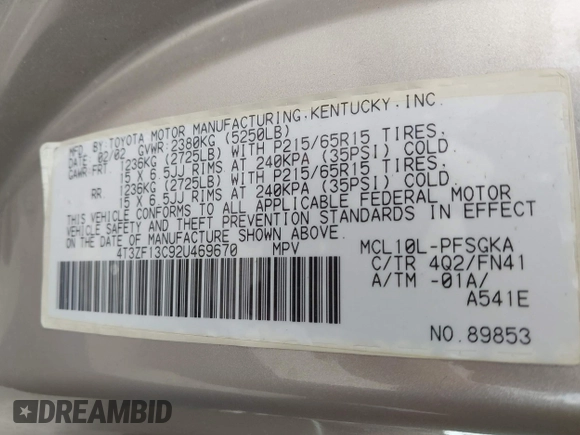 MFD. BY:TOYOTA MOTOR MANUFACTURING,KENTUCKY,INC.
DATE: 02/02 GVWR:2380KG (5250LB)
GAWR:FRT. 1236KG (2725LB) WITH P215/65R15 TIRES.
15 X 6.5JJ RIMS AT 240KPA (35PSI) COLD.
RR. 1236KG (2725LB) WITH P215/65R15 TIRES.
15 X 6.5JJ RIMS AT 240KPA (35PSI) COLD.
THIS VEHICLE CONFORMS TO ALL APPLICABLE FEDERAL MOTOR
VEHICLE SAFETY AND THEFT PREVENTION STANDARDS IN EFFECT
ON THE DATE OF MANUFACTURE SHOWN ABOVE.
4T3ZF13C92U469670 MPV
MCL10L-PFSGKA
C/TR 4Q2/FN41
A/TM -01A/
A541E
NO.89853
DREAMBID